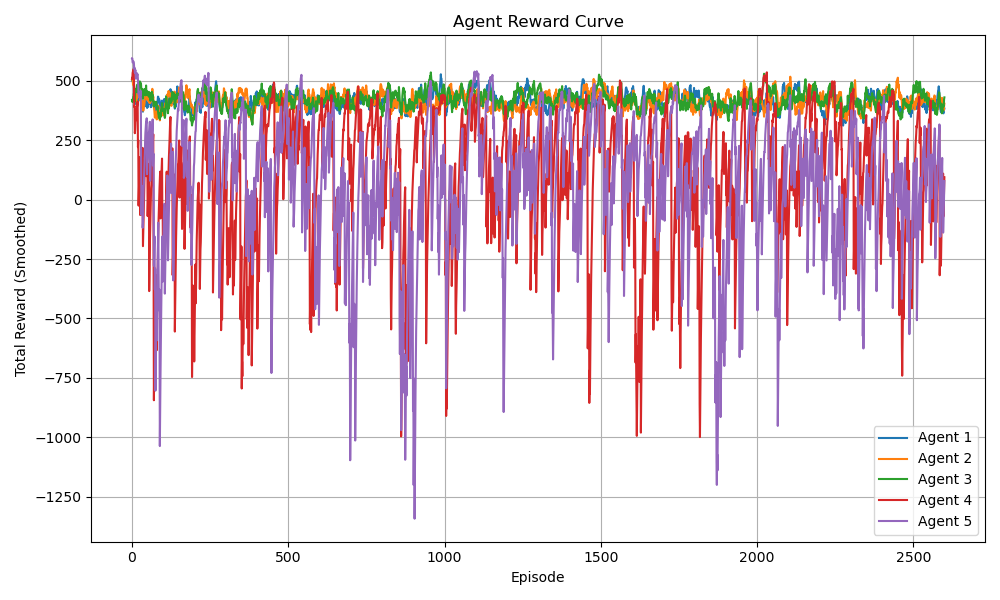 Agent Reward Curve
Total Reward (Smoothed)
500
250
0
−250
−500
−750
−1000
−1250
0
500
1000
1500
2000
2500
Episode
Agent 1
Agent 2
Agent 3
Agent 4
Agent 5